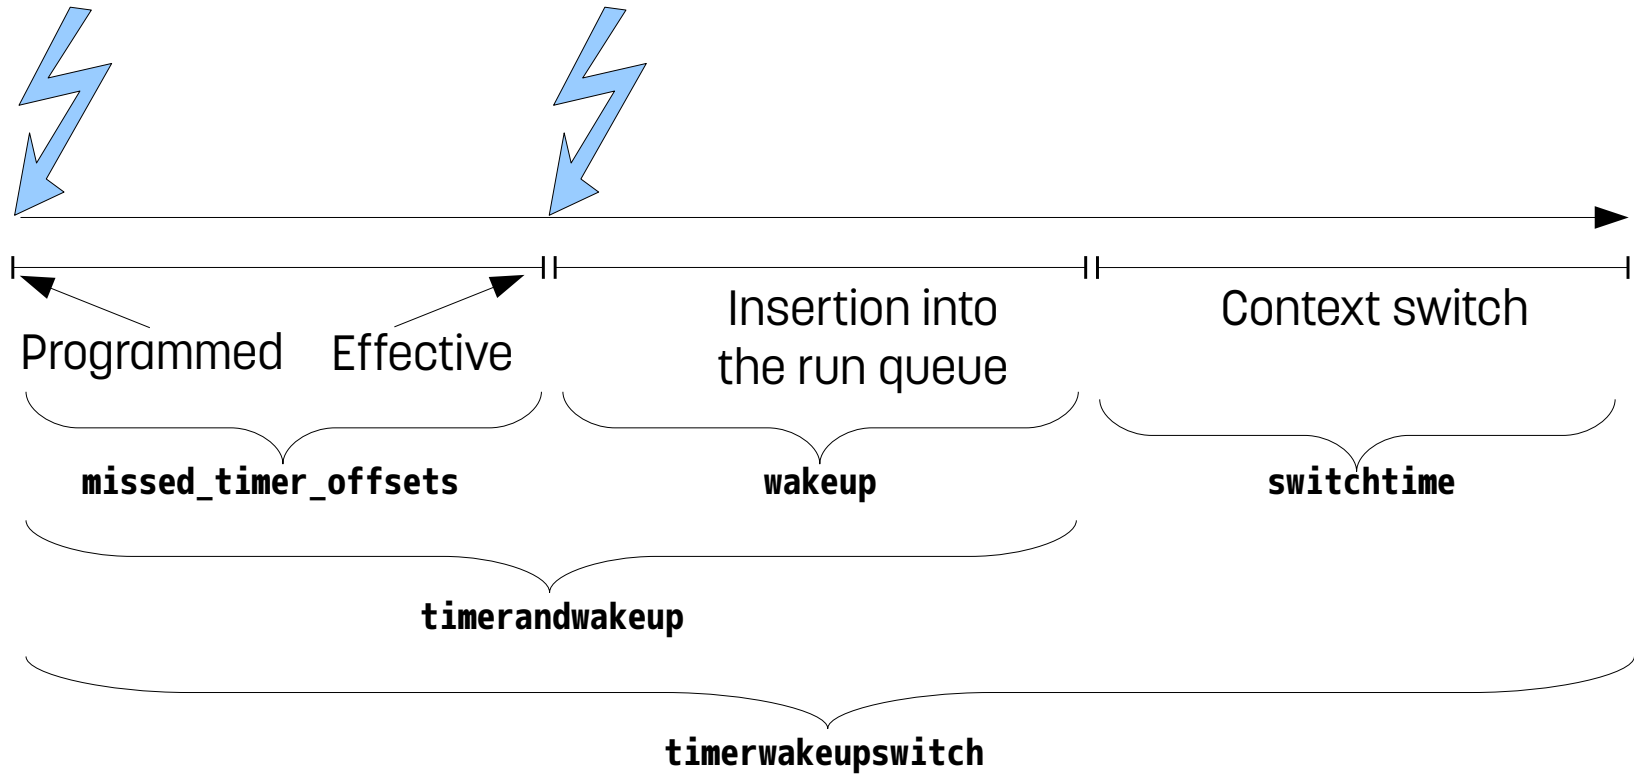 Programmed
Effective
Insertion into
the run queue
Context switch
missed_timer_offsets
wakeup
switchtime
timerandwakeup
timerwakeupswitch